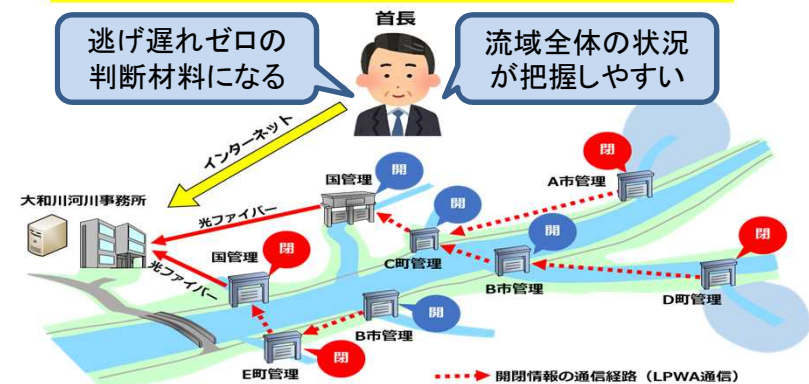 首長
逃げ遅れゼロの
判断材料になる
流域全体の状況
が把握しやすい
インターネット
大和川河川事務所
光ファイバー
国管理
開
閉
A市管理
開
C町管理
開
B市管理
閉
D町管理
光ファイバー
国管理
閉
開
B市管理
閉
E町管理
開閉情報の通信経路（LPWA通信）